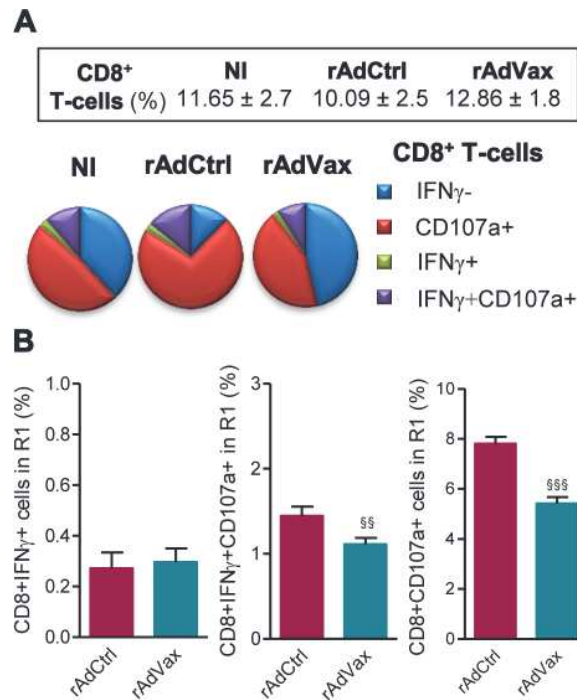 A
CD8+ NI rAdCtrl rAdVax
T-cells (%) 11.65 ± 2.7 10.09 ± 2.5 12.86 ± 1.8
NI rAdCtrl rAdVax
CD8+ T-cells
IFNγ-
CD107a+
IFNγ+
IFNγ+CD107a+
B
CD8+IFNγ+ cells in R1 (%)
1.0
0.8
0.6
0.4
0.2
0.0
rAdCtrl
rAdVax
CD8+IFNγ+CD107a+ in R1 (%)
3
2
1
0
§§
rAdCtrl
rAdVax
CD8+CD107a+ cells in R1 (%)
10
8
6
4
2
0
§§§
rAdCtrl
rAdVax